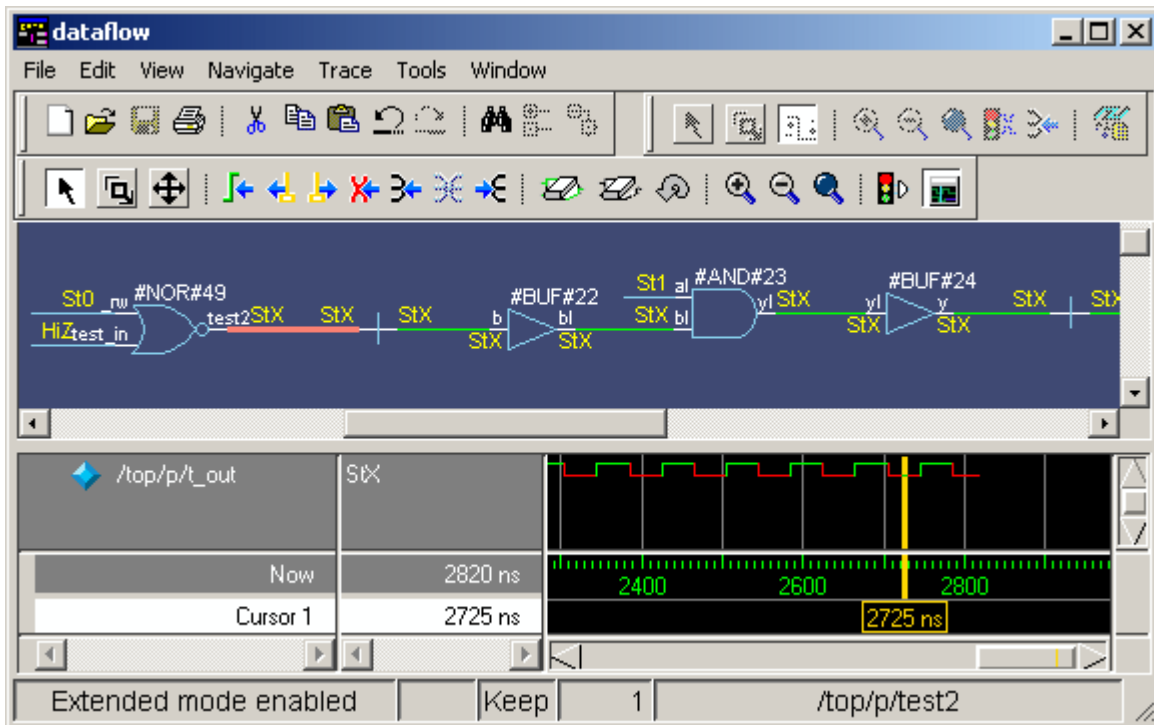 dataflow
File Edit View Navigate Trace Tools Window
St0 _rw #NOR#49 test2 StX StX StX b #BUF#22 bl St1 al #AND#23 yl StX yl #BUF#24 y StX StX
HiZ test_in StX StX StX bl StX StX
/top/p/t_out StX
Now 2820 ns 2400 2600 2800
Cursor 1 2725 ns 2725 ns
Extended mode enabled Keep 1 /top/p/test2